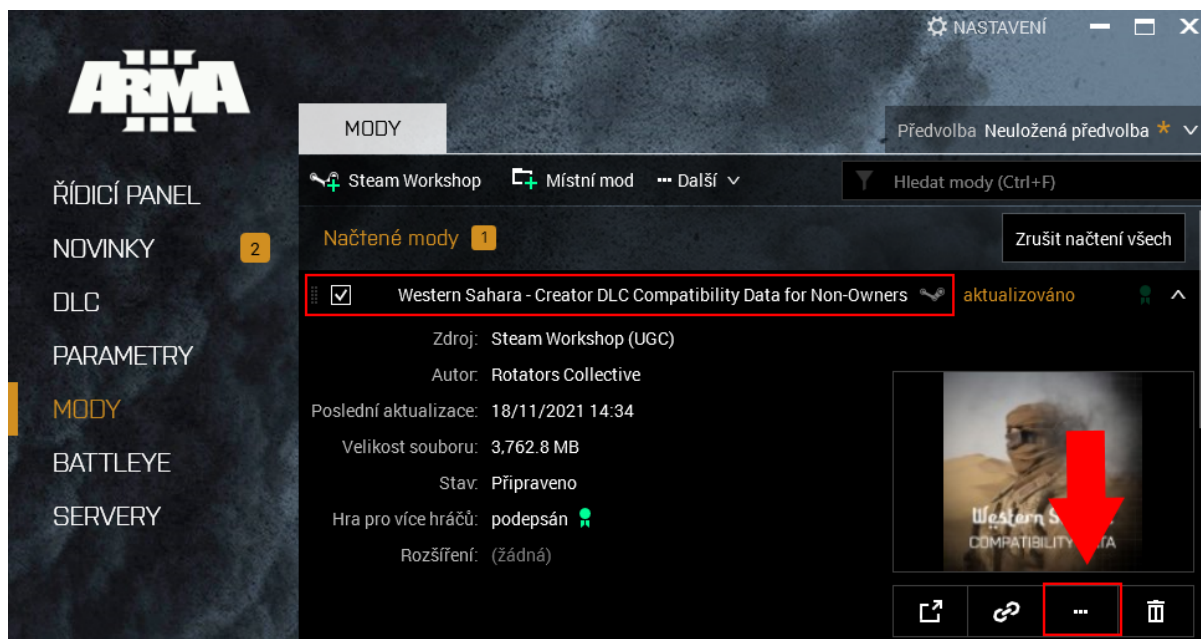 NASTAVENÍ
ARMA
III
MODY
Předvolba Neuložená předvolba *
Steam Workshop Místní mod ··· Další
Hledat mody (Ctrl+F)
ŘÍDICÍ PANEL
NOVINKY 2
DLC
PARAMETRY
MODY
BATTLEYE
SERVERY
Načtené mody 1
Zrušit načtení všech
Western Sahara - Creator DLC Compatibility Data for Non-Owners aktualizováno
Zdroj: Steam Workshop (UGC)
Autor: Rotators Collective
Poslední aktualizace: 18/11/2021 14:34
Velikost souboru: 3,762.8 MB
Stav: Připraveno
Hra pro více hráčů: podepsán
Rozšíření: (žádná)
Western
COMPATIBILITY
···